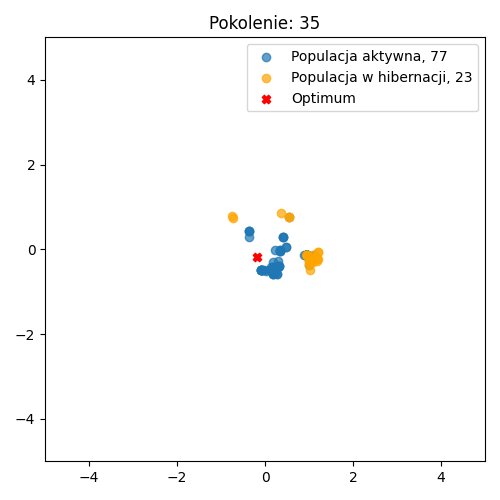 Pokolenie: 35
Populacja aktywna, 77
Populacja w hibernacji, 23
Optimum
4
2
0
−2
−4
−4
−2
0
2
4